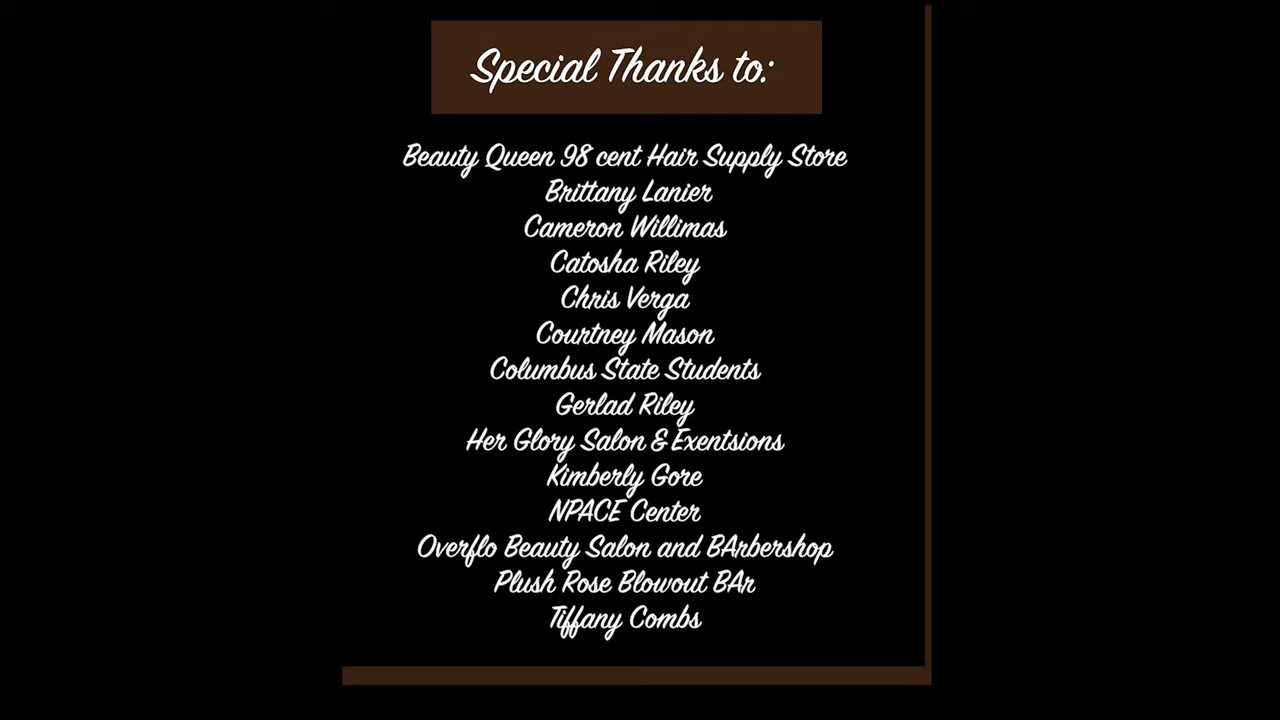 Special Thanks to:
Beauty Queen 98 cent Hair Supply Store
Brittany Lanier
Cameron Willimas
Catosha Riley
Chris Verga
Courtney Mason
Columbus State Students
Gerlad Riley
Her Glory Salon & Exentsions
Kimberly Gore
NPACE Center
Overflo Beauty Salon and BArbershop
Plush Rose Blowout BAr
Tiffany Combs